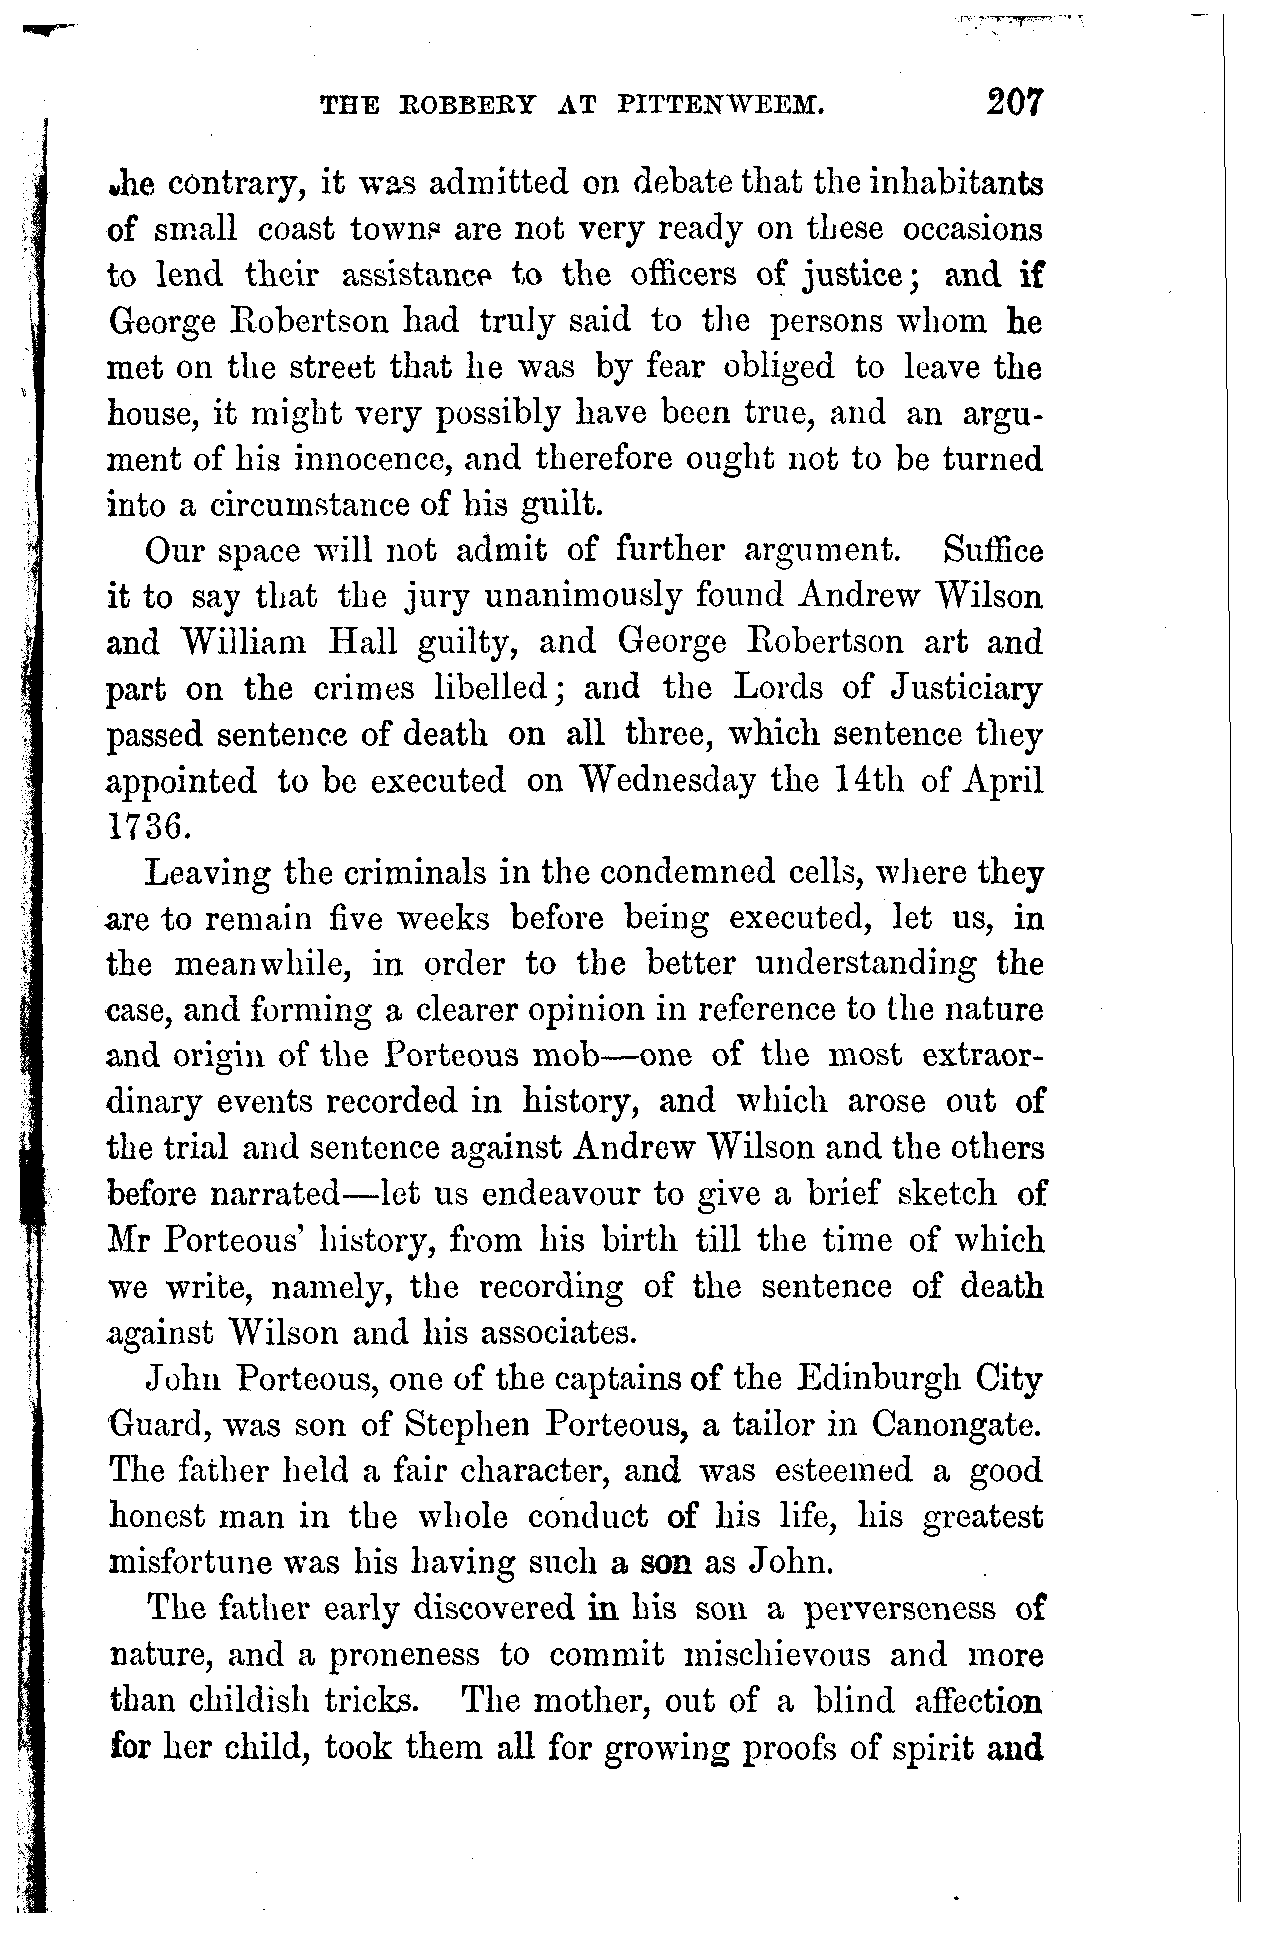 THE ROBBERY AT PITTENWEEM. 207
the contrary, it was admitted on debate that the inhabitants
of small coast towns are not very ready on these occasions
to lend their assistance to the officers of justice; and if
George Robertson had truly said to the persons whom he
met on the street that he was by fear obliged to leave the
house, it might very possibly have been true, and an argu-
ment of his innocence, and therefore ought not to be turned
into a circumstance of his guilt.
Our space will not admit of further argument. Suffice
it to say that the jury unanimously found Andrew Wilson
and William Hall guilty, and George Robertson art and
part on the crimes libelled; and the Lords of Justiciary
passed sentence of death on all three, which sentence they
appointed to be executed on Wednesday the 14th of April
1736.
Leaving the criminals in the condemned cells, where they
are to remain five weeks before being executed, let us, in
the meanwhile, in order to the better understanding the
case, and forming a clearer opinion in reference to the nature
and origin of the Porteous mob—one of the most extraor-
dinary events recorded in history, and which arose out of
the trial and sentence against Andrew Wilson and the others
before narrated—let us endeavour to give a brief sketch of
Mr Porteous' history, from his birth till the time of which
we write, namely, the recording of the sentence of death
against Wilson and his associates.
John Porteous, one of the captains of the Edinburgh City
Guard, was son of Stephen Porteous, a tailor in Canongate.
The father held a fair character, and was esteemed a good
honest man in the whole conduct of his life, his greatest
misfortune was his having such a son as John.
The father early discovered in his son a perverseness of
nature, and a proneness to commit mischievous and more
than childish tricks. The mother, out of a blind affection
for her child, took them all for growing proofs of spirit and